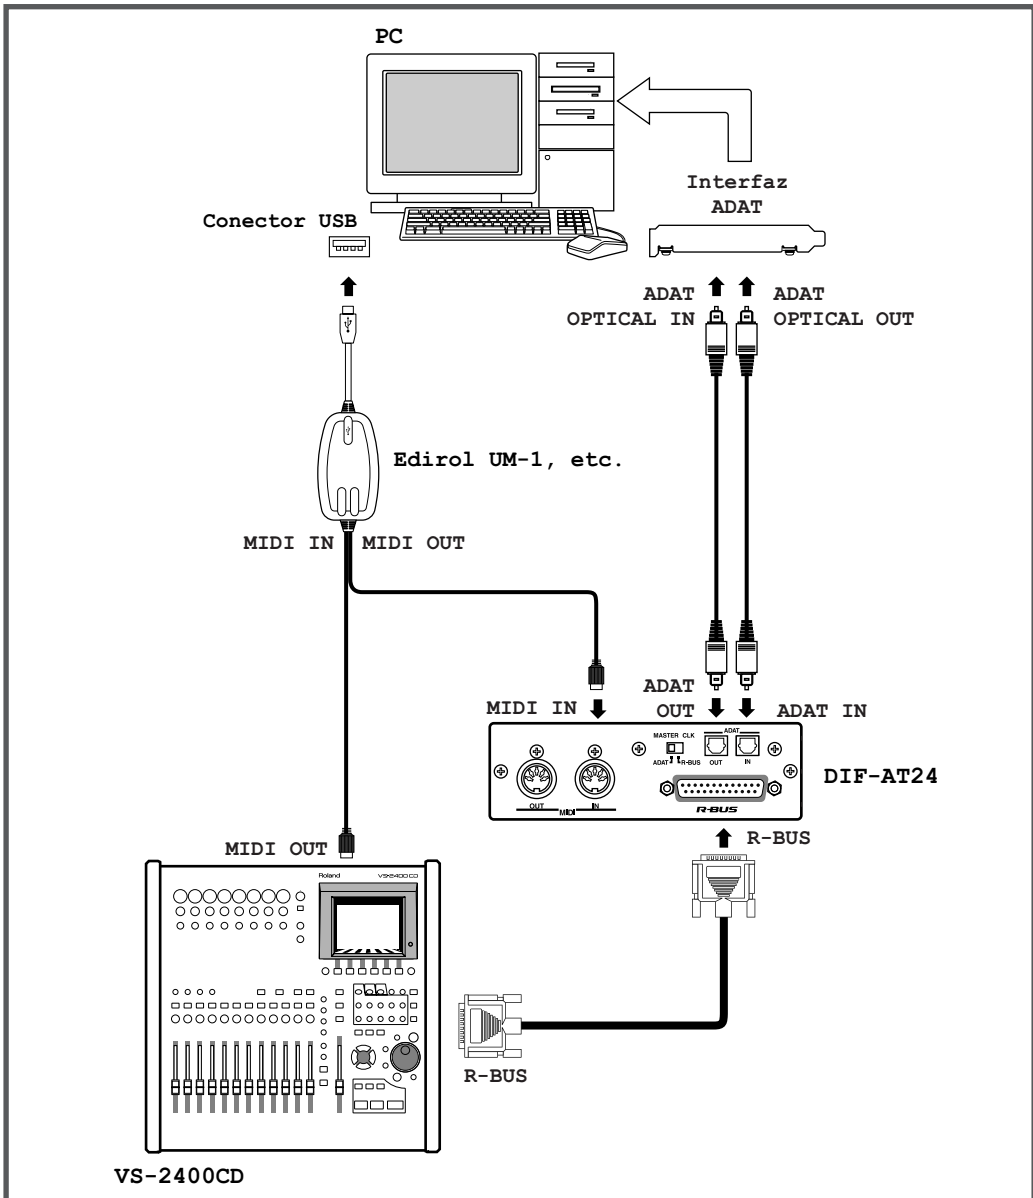 PC
Interfaz
ADAT
Conector USB
ADAT
OPTICAL IN
ADAT
OPTICAL OUT
Edirol UM-1, etc.
MIDI IN
MIDI OUT
MIDI IN
ADAT
OUT
ADAT IN
MASTER CLK
ADAT
ADAT
R-BUS
OUT
IN
DIF-AT24
OUT
IN
MIDI
R-BUS
R-BUS
MIDI OUT
Roland
VS-2400CD
R-BUS
VS-2400CD